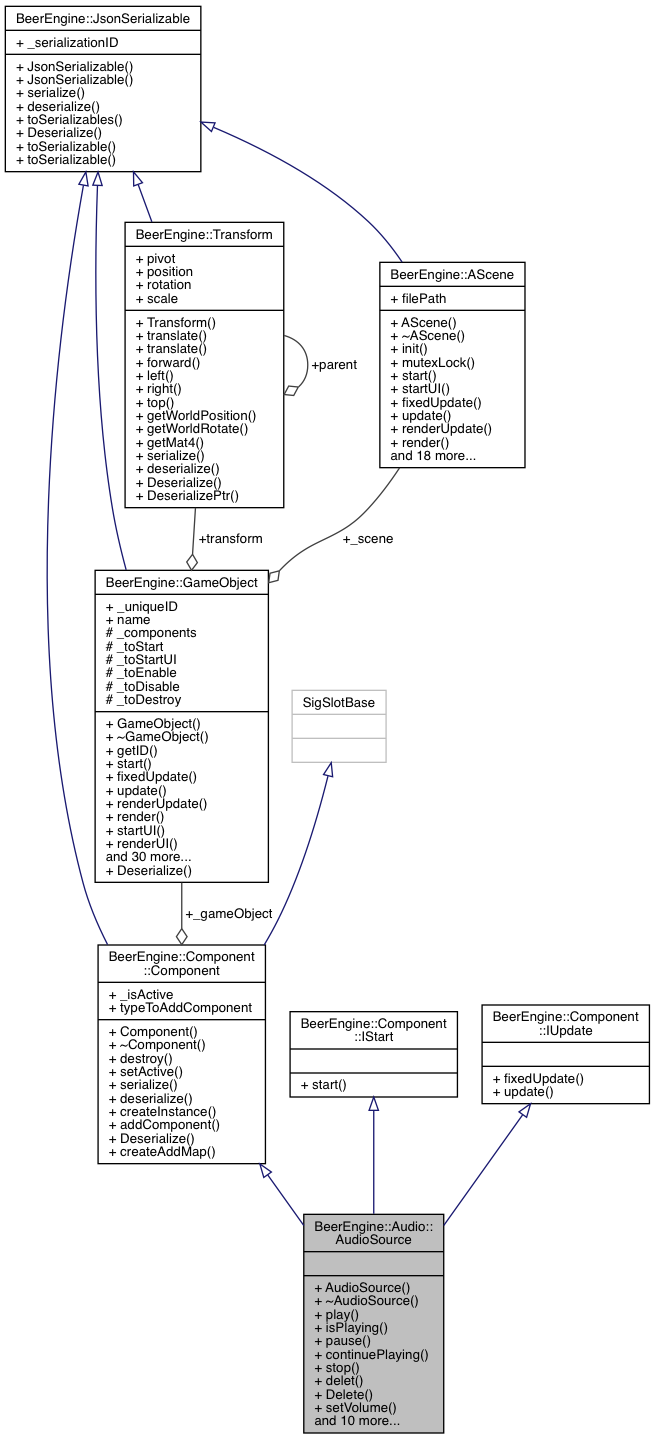 BeerEngine::JsonSerializable
+ _serializationID
+ JsonSerializable()
+ JsonSerializable()
+ serialize()
+ deserialize()
+ toSerializables()
+ Deserialize()
+ toSerializable()
+ toSerializable()
BeerEngine::Transform
+ pivot
+ position
+ rotation
+ scale
+ Transform()
+ translate()
+ translate()
+ forward()
+ left()
+ right()
+ top()
+ getWorldPosition()
+ getWorldRotate()
+ getMat4()
+ serialize()
+ deserialize()
+ Deserialize()
+ DeserializePtr()
+parent
BeerEngine::AScene
+ filePath
+ AScene()
+ ~AScene()
+ init()
+ mutexLock()
+ start()
+ startUI()
+ fixedUpdate()
+ update()
+ renderUpdate()
+ render()
and 18 more...
+transform
+_scene
BeerEngine::GameObject
+ _uniqueID
+ name
# _components
# _toStart
# _toStartUI
# _toEnable
# _toDisable
# _toDestroy
+ GameObject()
+ ~GameObject()
+ getID()
+ start()
+ fixedUpdate()
+ update()
+ renderUpdate()
+ render()
+ startUI()
+ renderUI()
and 30 more...
+ Deserialize()
SigSlotBase
+_gameObject
BeerEngine::Component
::Component
+ _isActive
+ typeToAddComponent
+ Component()
+ ~Component()
+ destroy()
+ setActive()
+ serialize()
+ deserialize()
+ createInstance()
+ addComponent()
+ Deserialize()
+ createAddMap()
BeerEngine::Component
::IStart
+ start()
BeerEngine::Component
::IUpdate
+ fixedUpdate()
+ update()
BeerEngine::Audio::
AudioSource
+ AudioSource()
+ ~AudioSource()
+ play()
+ isPlaying()
+ pause()
+ continuePlaying()
+ stop()
+ delet()
+ Delete()
+ setVolume()
and 10 more...